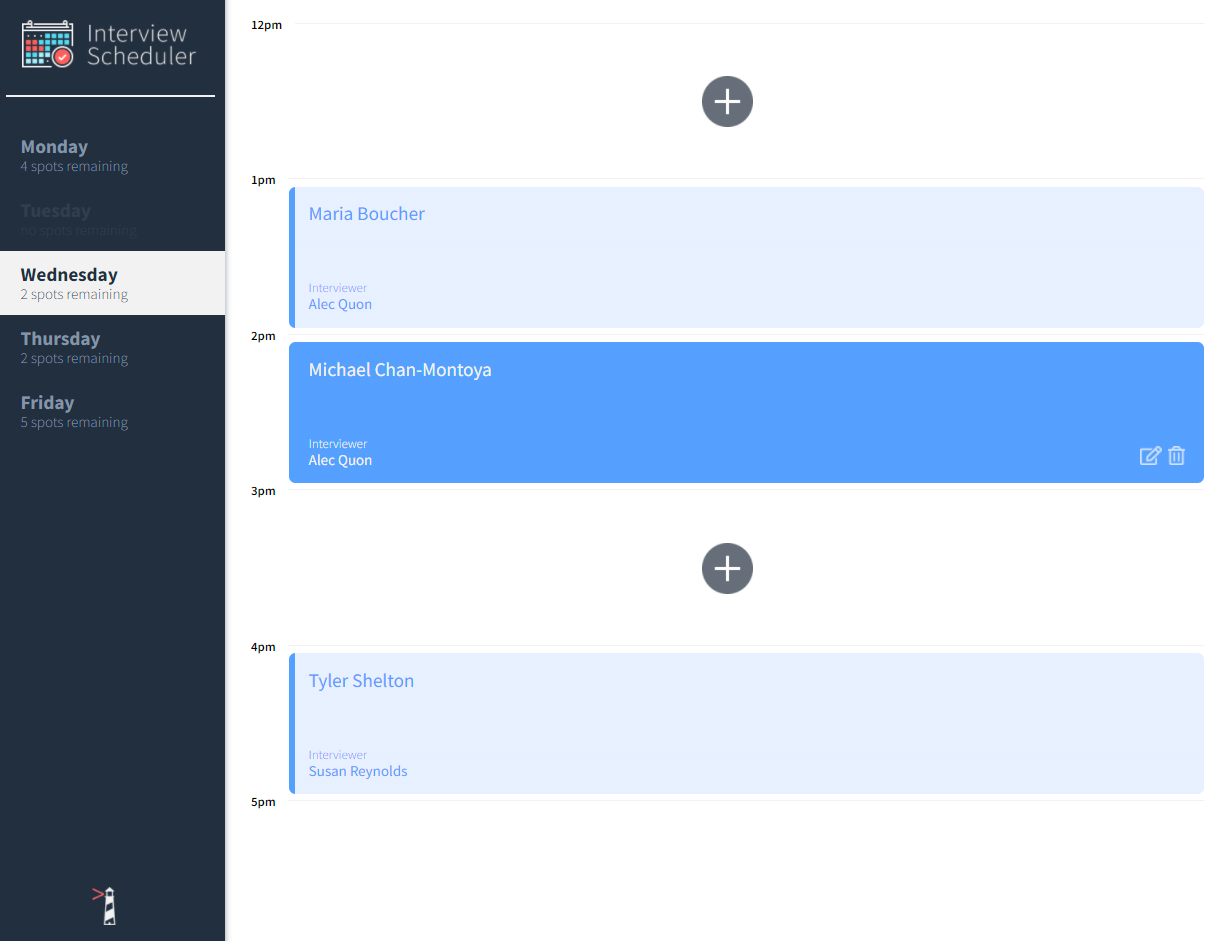 Interview
Scheduler
Monday
4 spots remaining
Tuesday
no spots remaining
Wednesday
2 spots remaining
Thursday
2 spots remaining
Friday
5 spots remaining
12pm
1pm
Maria Boucher
Interviewer
Alec Quon
2pm
Michael Chan-Montoya
Interviewer
Alec Quon
3pm
4pm
Tyler Shelton
Interviewer
Susan Reynolds
5pm